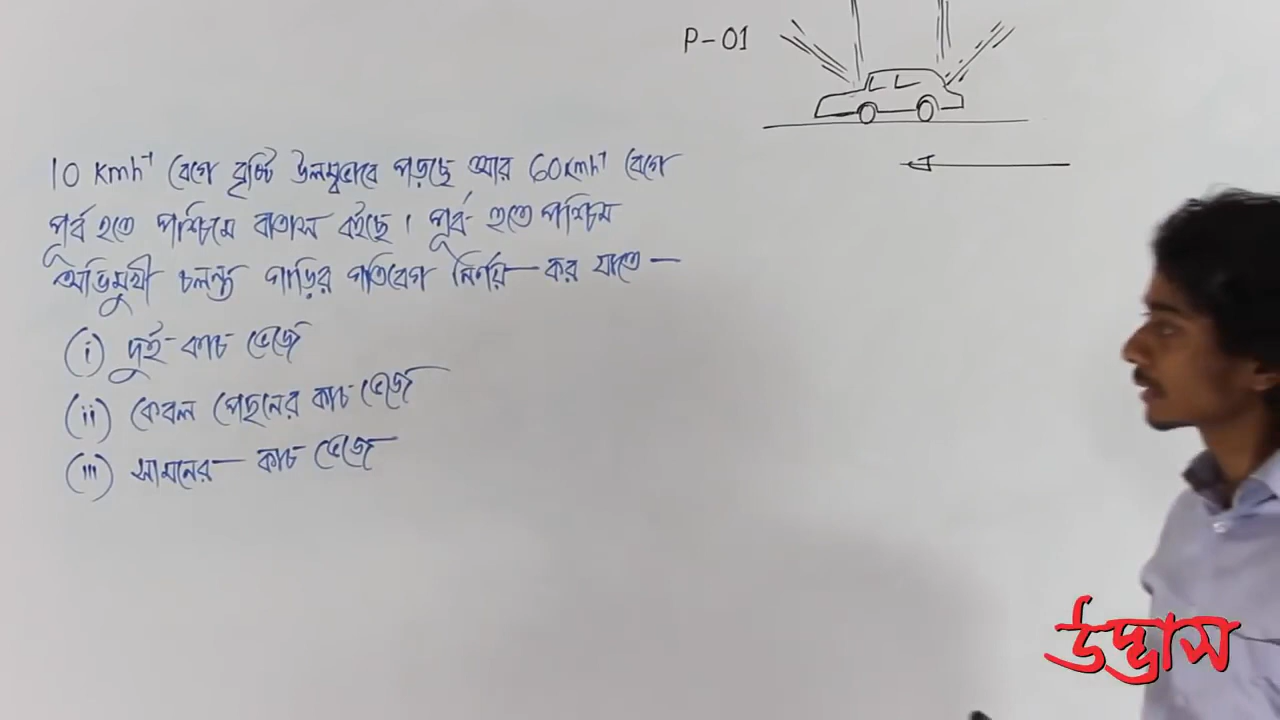 P-01
10 Kmh⁻¹ বেগে বৃষ্টি উলম্বভাবে পড়ছে আর 60Kmh⁻¹ বেগে
পূর্ব হতে পশ্চিমে বাতাস বইছে। পূর্ব হতে পশ্চিম
অভিমুখী চলন্ত গাড়ির গতিবেগ নির্ণয় কর যাতে —
(i) দুই কাচ ভেজে
(ii) কেবল পেছনের কাচ ভেজে
(iii) সামনের কাচ ভেজে
উদ্ভাস